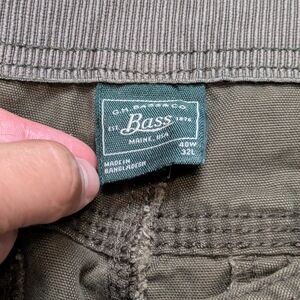 G.H. BASS & CO.
EST. Bass 1876
MAINE, USA
40W
32L
MADE IN
BANGLADESH